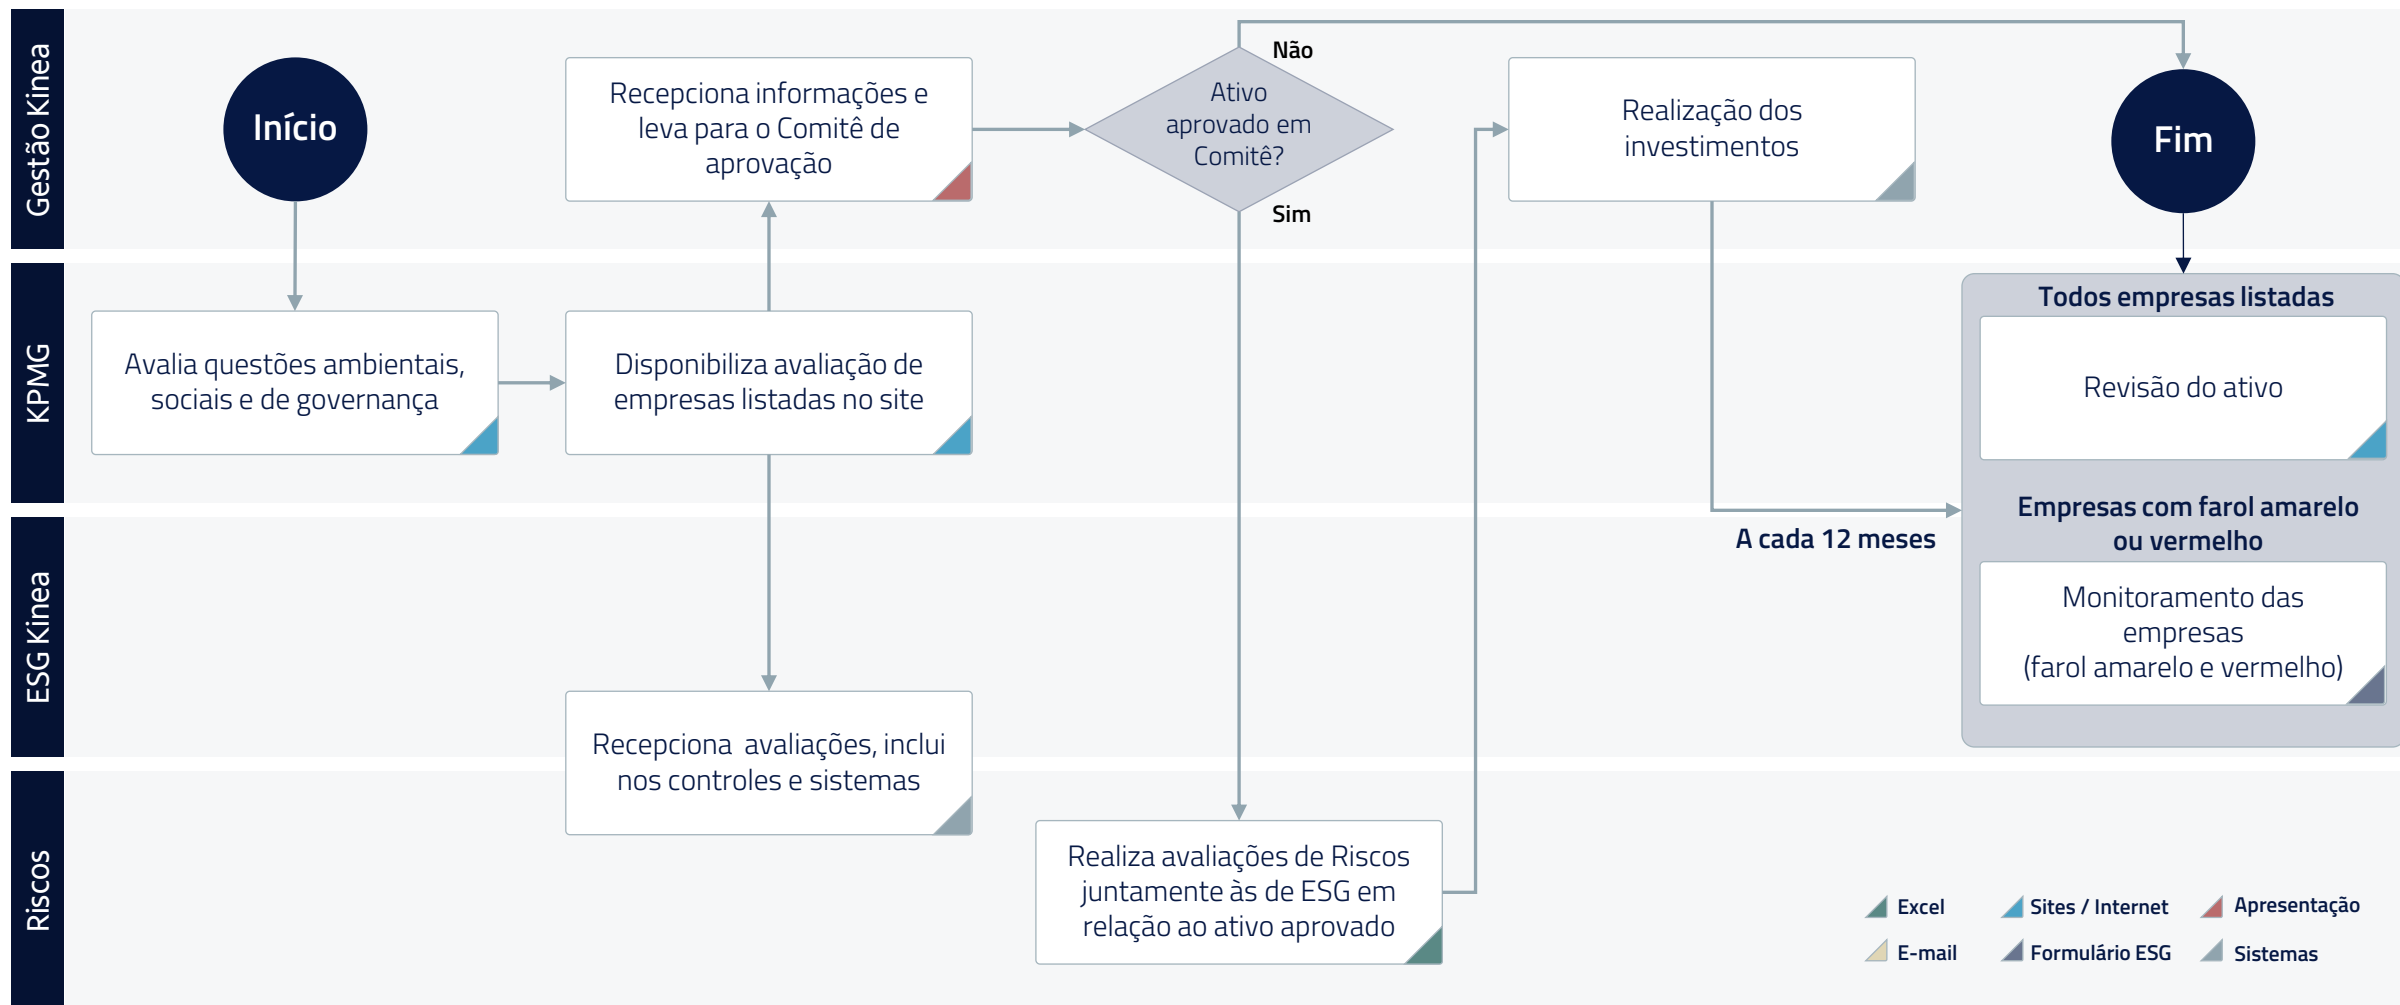 Gestão Kinea
Início
Recepciona informações e
leva para o Comitê de
aprovação
Ativo
aprovado em
Comitê?
Não
Sim
Realização dos
investimentos
Fim
KPMG
Avalia questões ambientais,
sociais e de governança
Disponibiliza avaliação de
empresas listadas no site
Todos empresas listadas
Revisão do ativo
A cada 12 meses
Empresas com farol amarelo
ou vermelho
ESG Kinea
Monitoramento das
empresas
(farol amarelo e vermelho)
Recepciona avaliações, inclui
nos controles e sistemas
Riscos
Realiza avaliações de Riscos
juntamente às de ESG em
relação ao ativo aprovado
Excel
Sites / Internet
Apresentação
E-mail
Formulário ESG
Sistemas